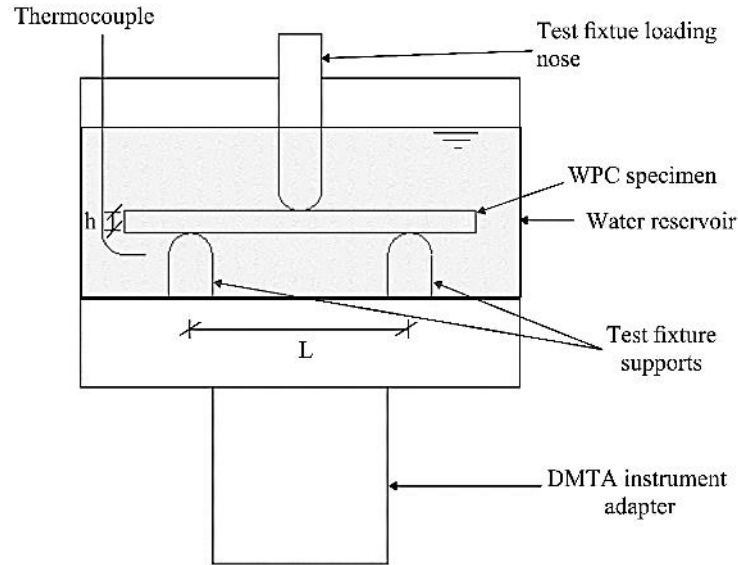 Thermocouple
Test fixtue loading
nose
WPC specimen
h
Water reservoir
L
Test fixture
supports
DMTA instrument
adapter